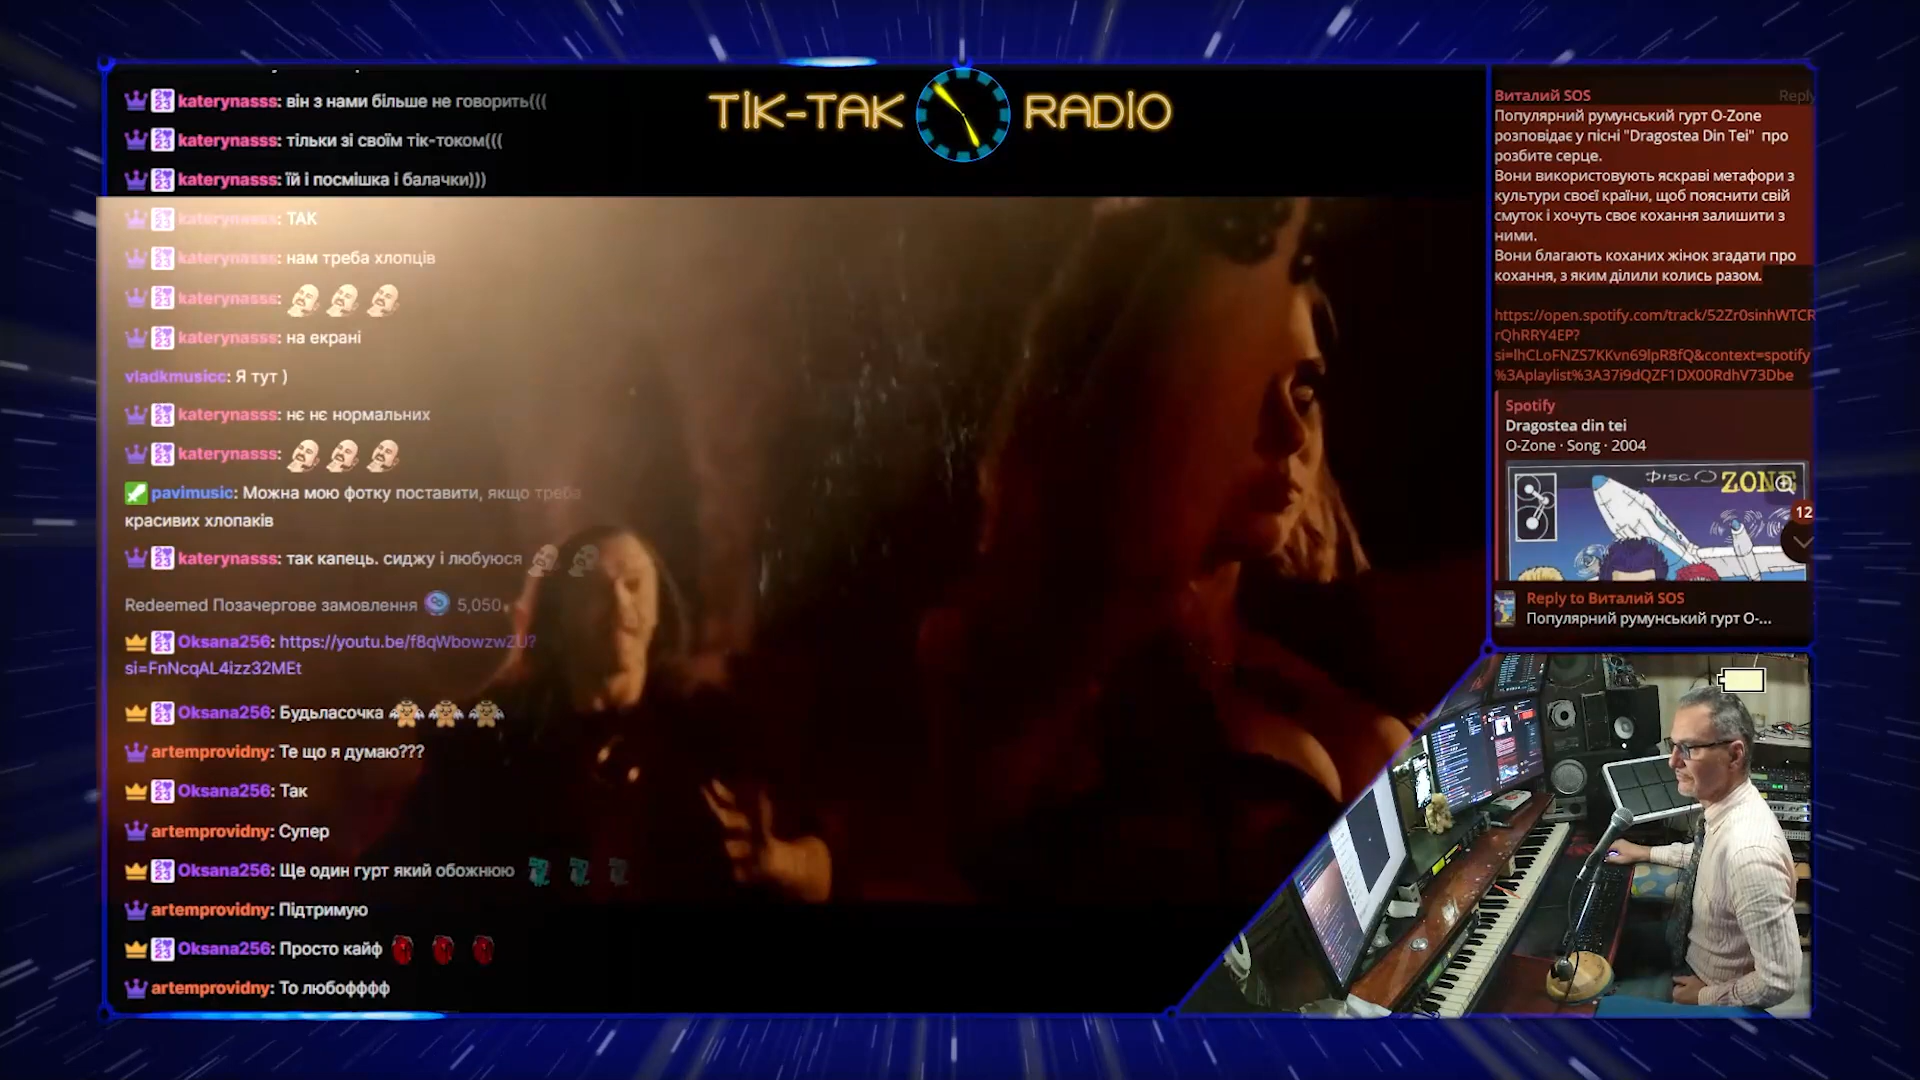 katerynasss: він з нами більше не говорить(((
katerynasss: тільки зі своїм тік-током(((
katerynasss: їй і посмішка і балачки)))
katerynasss: ТАК
katerynasss: нам треба хлопців
katerynasss:
katerynasss: на екрані
vladkmusicc: Я тут )
katerynasss: нє нє нормальних
katerynasss:
pavimusic: Можна мою фотку поставити, якщо треба
красивих хлопаків
katerynasss: так капець. сиджу і любуюся
Redeemed Позачергове замовлення 5,050
Oksana256: https://youtu.be/f8qWbowzwZU?
si=FnNcqAL4izz32MEt
Oksana256: Будьласочка
artemprovidny: Те що я думаю???
Oksana256: Так
artemprovidny: Супер
Oksana256: Ще один гурт який обожнюю
artemprovidny: Підтримую
Oksana256: Просто кайф
artemprovidny: То любофффф
TIK-TAK RADIO
Виталий SOS Reply
Популярний румунський гурт O-Zone
розповідає у пісні "Dragostea Din Tei" про
розбите серце.
Вони використовують яскраві метафори з
культури своєї країни, щоб пояснити свій
смуток і хочуть своє кохання залишити з
ними.
Вони благають коханих жінок згадати про
кохання, з яким ділили колись разом.
https://open.spotify.com/track/52Zr0sinhWTCR
rQhRRY4EP?
si=lhCLoFNZS7KKvn69lpR8fQ&context=spotify
%3Aplaylist%3A37i9dQZF1DX00RdhV73Dbe
Spotify
Dragostea din tei
O-Zone · Song · 2004
DISCO ZONE
12
Reply to Виталий SOS
Популярний румунський гурт O-...